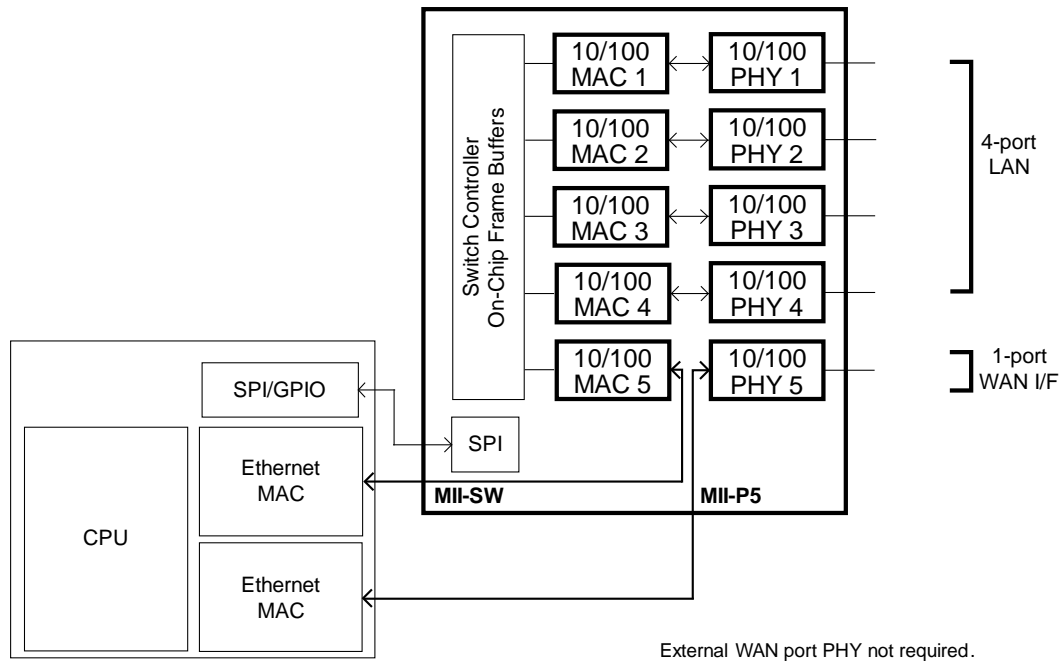 10/100
MAC 1
10/100
PHY 1
10/100
MAC 2
10/100
PHY 2
10/100
MAC 3
10/100
PHY 3
10/100
MAC 4
10/100
PHY 4
10/100
MAC 5
10/100
PHY 5
Switch Controller
On-Chip Frame Buffers
4-port
LAN
1-port
WAN I/F
SPI/GPIO
SPI
Ethernet
MAC
MII-SW
MII-P5
CPU
Ethernet
MAC
External WAN port PHY not required.